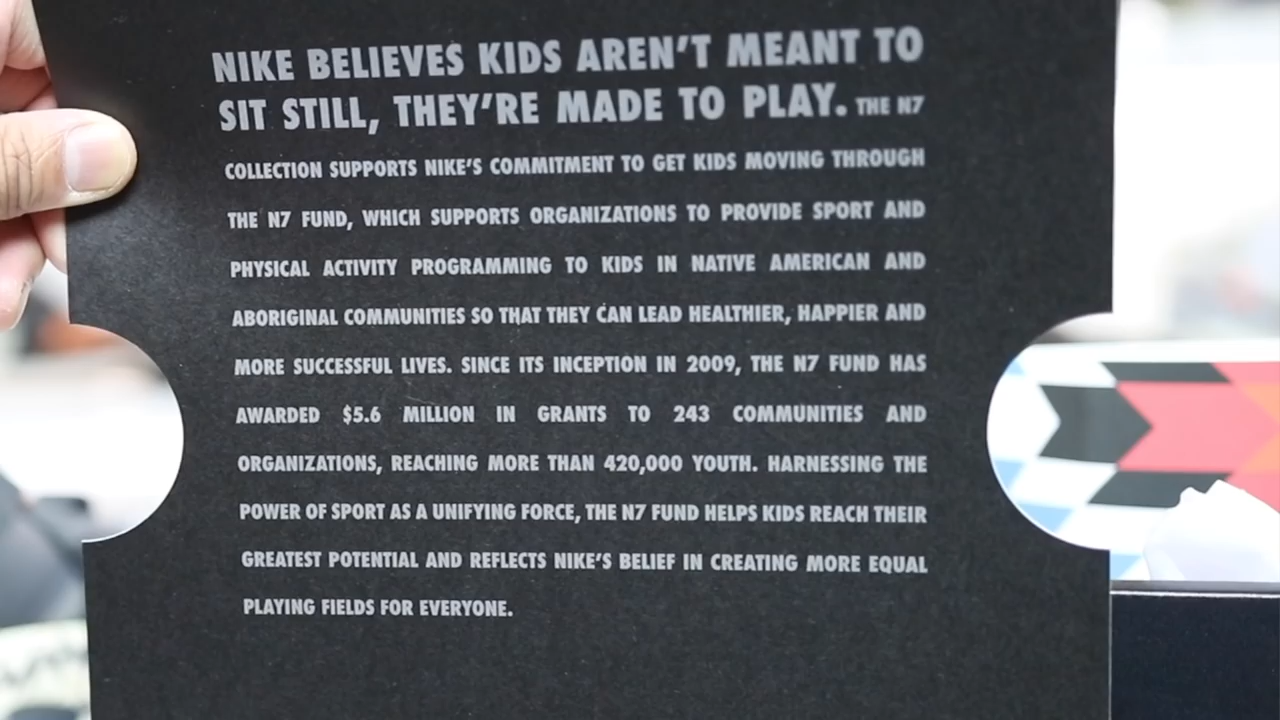 NIKE BELIEVES KIDS AREN'T MEANT TO
SIT STILL, THEY'RE MADE TO PLAY. THE N7
COLLECTION SUPPORTS NIKE'S COMMITMENT TO GET KIDS MOVING THROUGH
THE N7 FUND, WHICH SUPPORTS ORGANIZATIONS TO PROVIDE SPORT AND
PHYSICAL ACTIVITY PROGRAMMING TO KIDS IN NATIVE AMERICAN AND
ABORIGINAL COMMUNITIES SO THAT THEY CAN LEAD HEALTHIER, HAPPIER AND
MORE SUCCESSFUL LIVES. SINCE ITS INCEPTION IN 2009, THE N7 FUND HAS
AWARDED $5.6 MILLION IN GRANTS TO 243 COMMUNITIES AND
ORGANIZATIONS, REACHING MORE THAN 420,000 YOUTH. HARNESSING THE
POWER OF SPORT AS A UNIFYING FORCE, THE N7 FUND HELPS KIDS REACH THEIR
GREATEST POTENTIAL AND REFLECTS NIKE'S BELIEF IN CREATING MORE EQUAL
PLAYING FIELDS FOR EVERYONE.